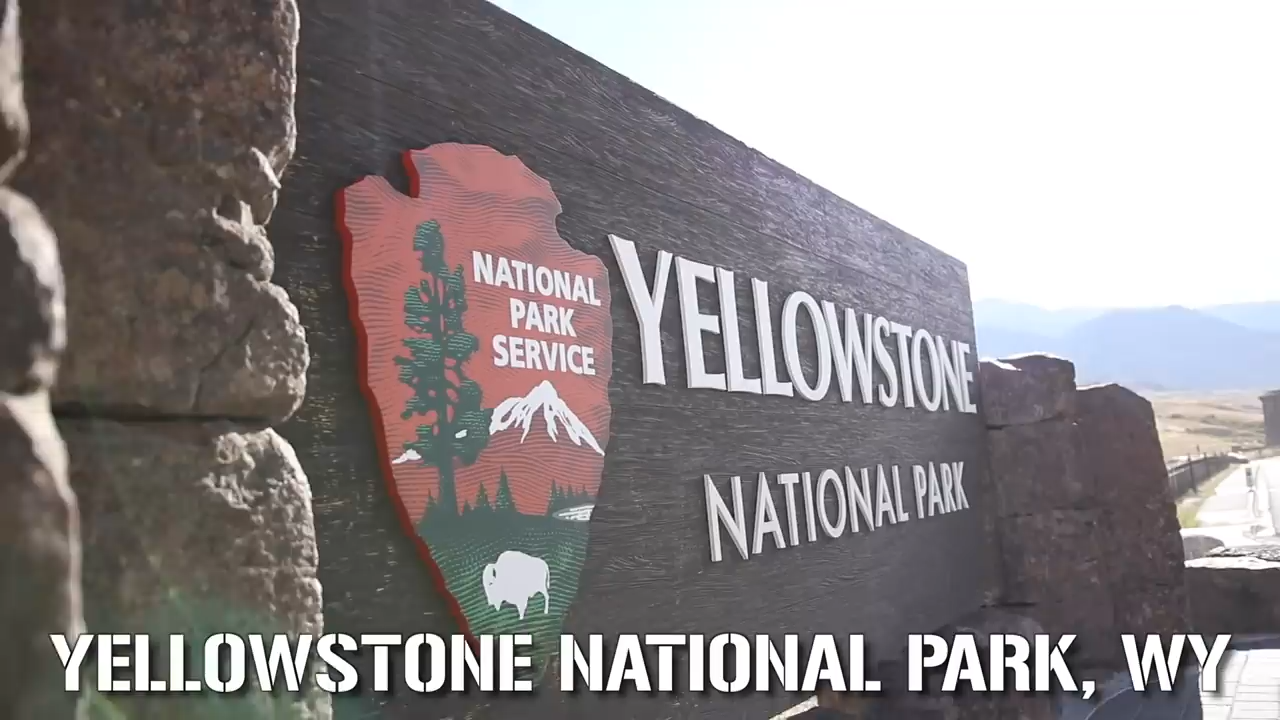 NATIONAL
PARK
SERVICE
YELLOWSTONE
NATIONAL PARK
YELLOWSTONE NATIONAL PARK, WY